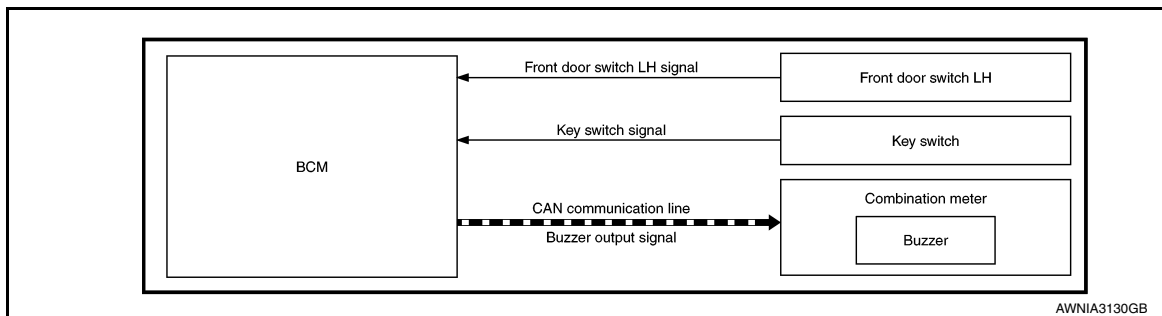 Front door switch LH signal
Front door switch LH
Key switch signal
Key switch
BCM
CAN communication line
Buzzer output signal
Combination meter
Buzzer
AWNIA3130GB